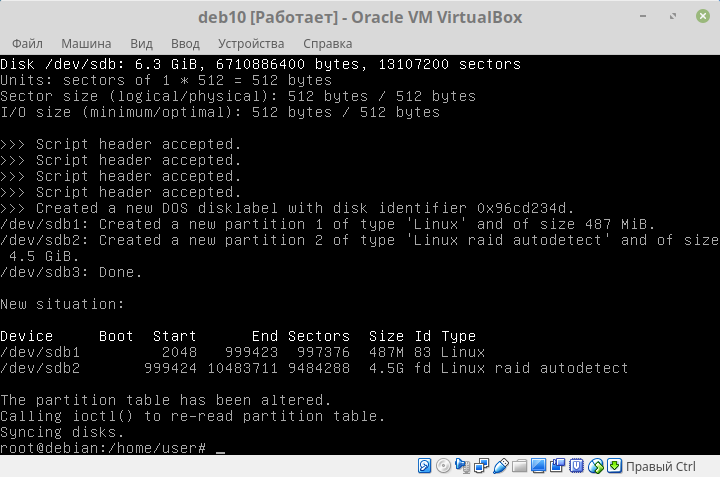 deb10 [Работает] - Oracle VM VirtualBox
Файл Машина Вид Ввод Устройства Справка
Disk /dev/sdb: 6.3 GiB, 6710886400 bytes, 13107200 sectors
Units: sectors of 1 * 512 = 512 bytes
Sector size (logical/physical): 512 bytes / 512 bytes
I/O size (minimum/optimal): 512 bytes / 512 bytes
>>> Script header accepted.
>>> Script header accepted.
>>> Script header accepted.
>>> Script header accepted.
>>> Created a new DOS disklabel with disk identifier 0x96cd234d.
/dev/sdb1: Created a new partition 1 of type 'Linux' and of size 487 MiB.
/dev/sdb2: Created a new partition 2 of type 'Linux raid autodetect' and of size
 4.5 GiB.
/dev/sdb3: Done.
New situation:
Device     Boot  Start      End Sectors  Size Id Type
/dev/sdb1         2048   999423  997376  487M 83 Linux
/dev/sdb2       999424 10483711 9484288  4.5G fd Linux raid autodetect
The partition table has been altered.
Calling ioctl() to re-read partition table.
Syncing disks.
root@debian:/home/user# _
Правый Ctrl